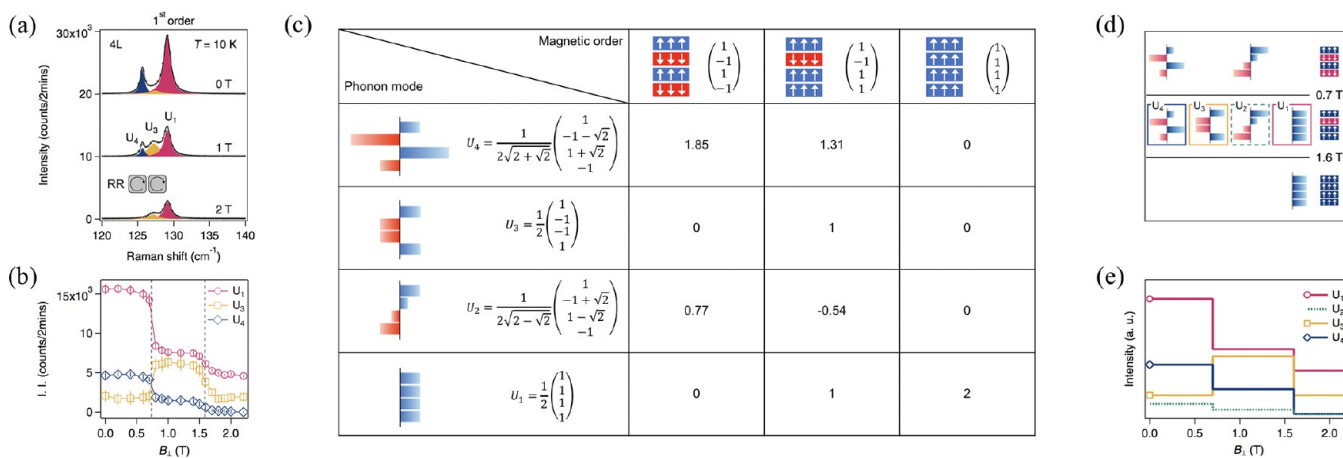 (a)
1st order
30x10³
4L
T = 10 K
0 T
20
U₄
U₃
U₁
1 T
10
RR
2 T
0
120
125
130
135
140
Raman shift (cm⁻¹)
Intensity (counts/2mins)
(b)
15x10³
10
5
0
U₁
U₃
U₄
I. I. (counts/2mins)
0.0
0.5
1.0
1.5
2.0
B⊥ (T)
(c)
Magnetic order
Phonon mode
(1 -1 1 -1)
(1 -1 1 1)
(1 1 1 1)
U₄ = 1/(2√(2+√2)) (1 -1-√2 1+√2 -1)
1.85
1.31
0
U₃ = 1/2 (1 -1 -1 1)
0
1
0
U₂ = 1/(2√(2-√2)) (1 -1+√2 1-√2 -1)
0.77
-0.54
0
U₁ = 1/2 (1 1 1 1)
0
1
2
(d)
0.7 T
U₄
U₃
U₂
U₁
1.6 T
(e)
U₁
U₂
U₃
U₄
Intensity (a. u.)
0.0
0.5
1.0
1.5
2.0
B⊥ (T)